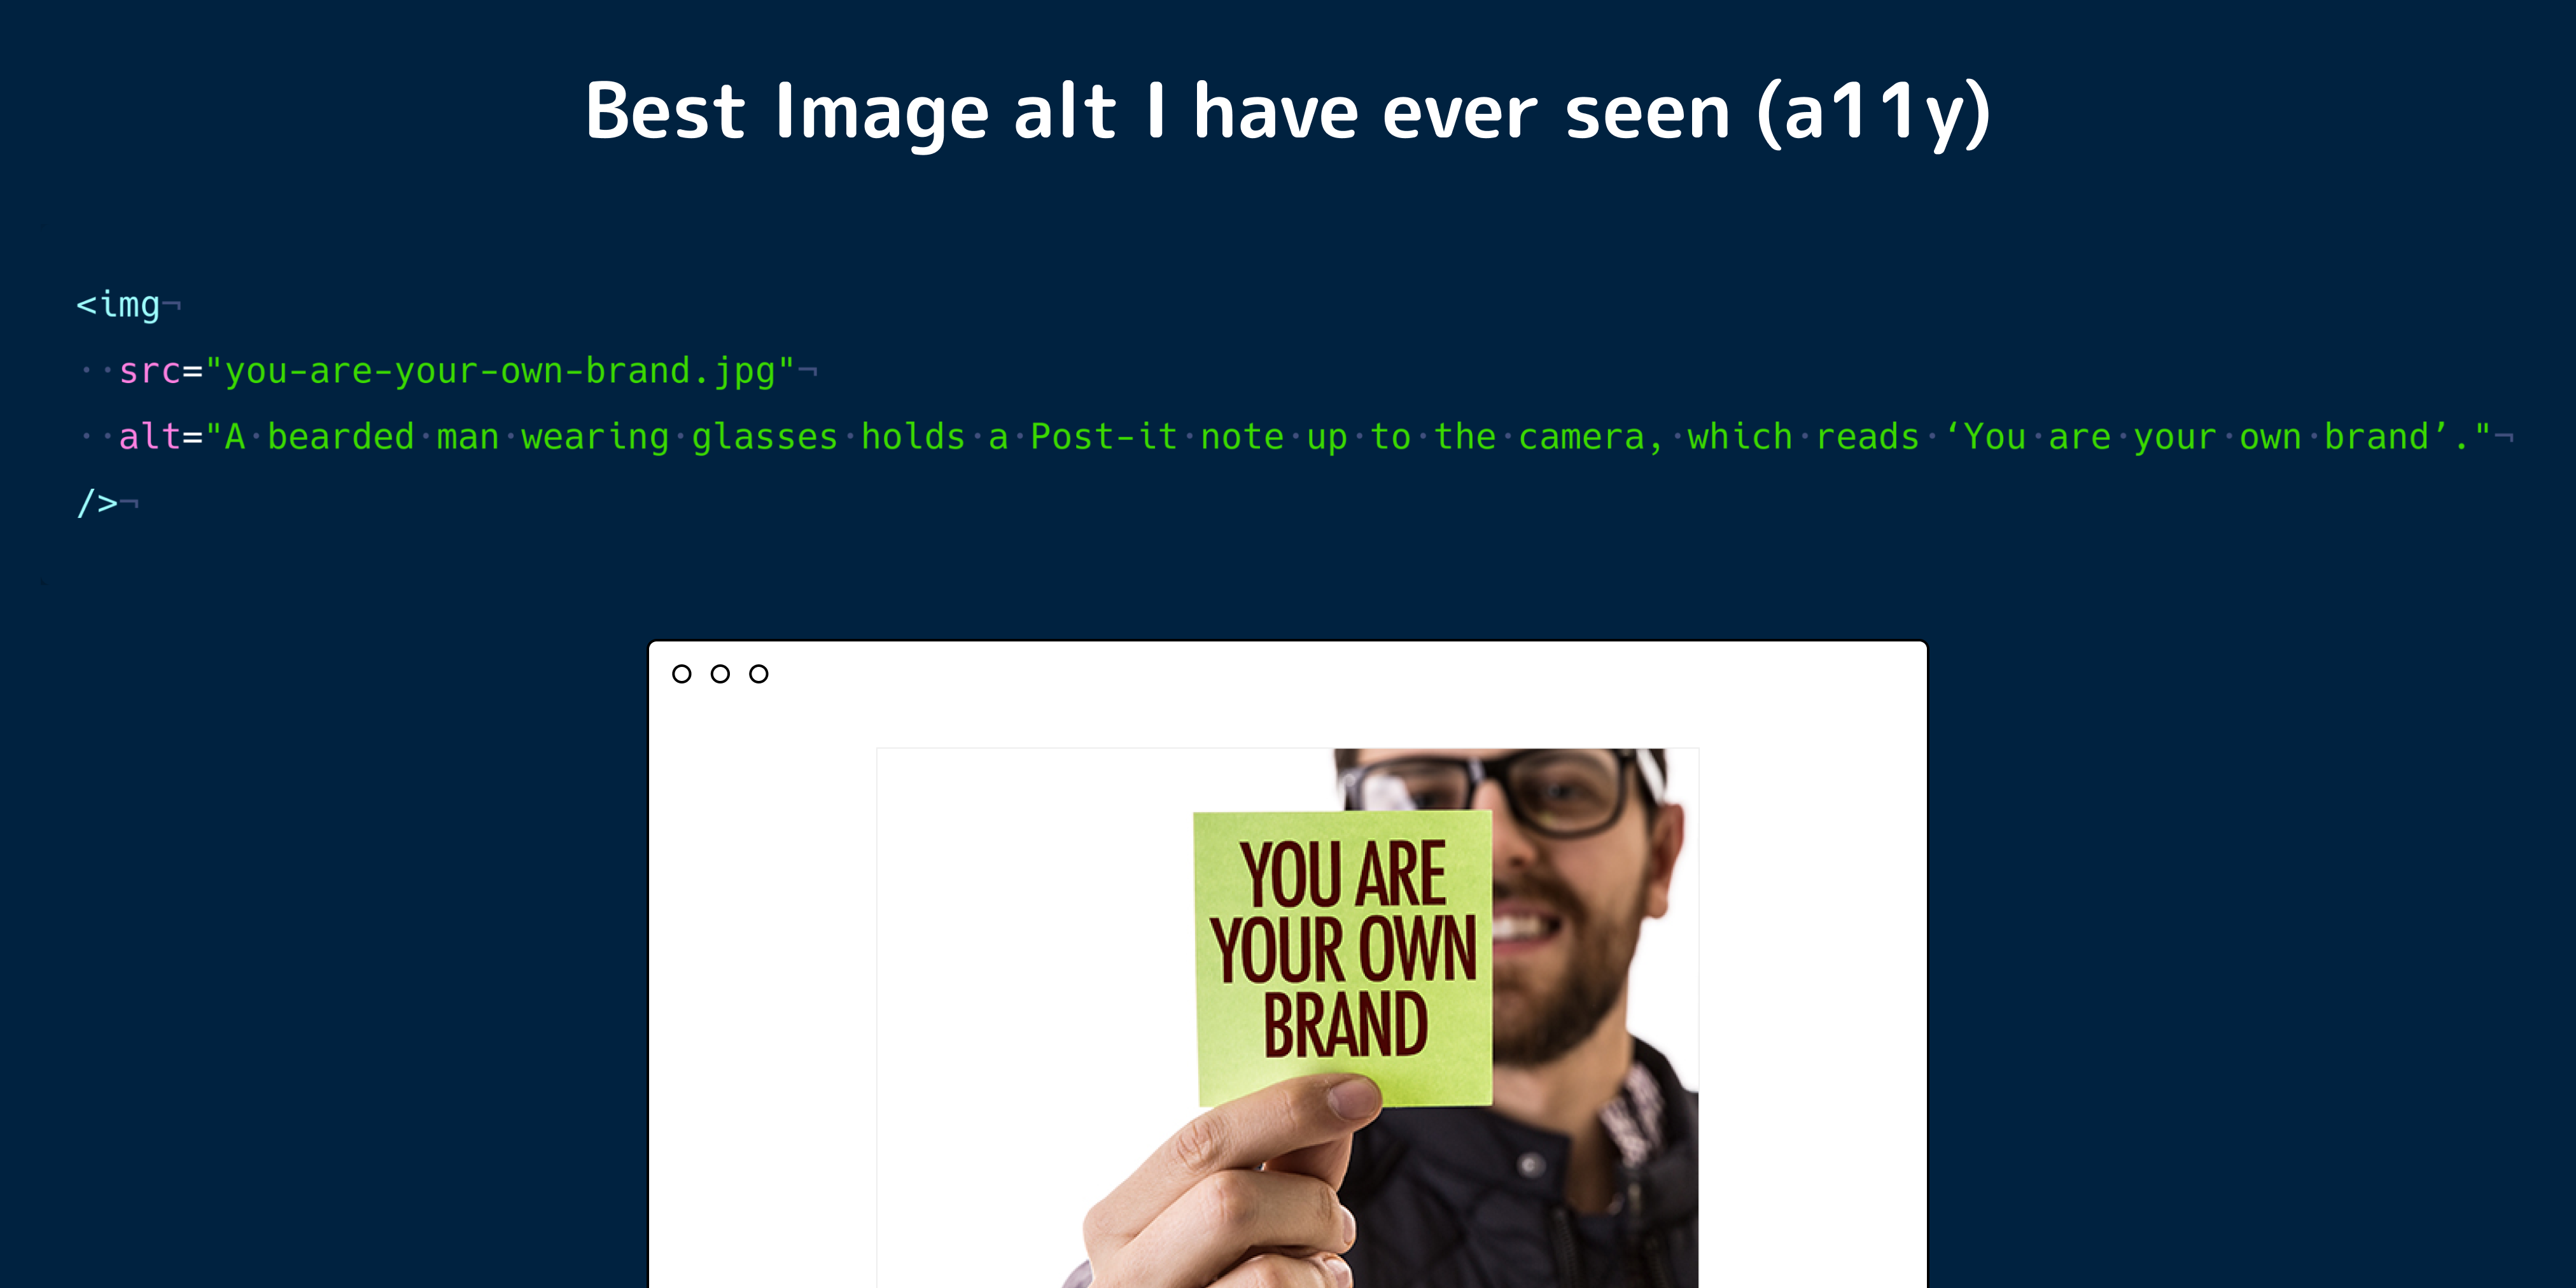 Best Image alt I have ever seen (a11y)
<img¬
··src="you-are-your-own-brand.jpg"¬
··alt="A·bearded·man·wearing·glasses·holds·a·Post-it·note·up·to·the·camera,·which·reads·‘You·are·your·own·brand’."¬
/>¬
YOU ARE
YOUR OWN
BRAND